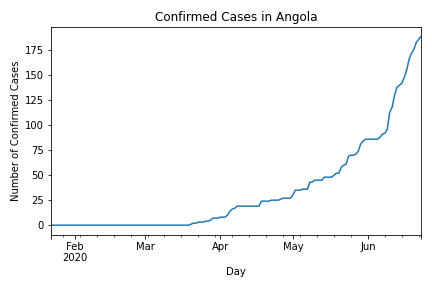 Confirmed Cases in Angola
Number of Confirmed Cases
175
150
125
100
75
50
25
0
Feb
2020
Mar
Apr
May
Jun
Day